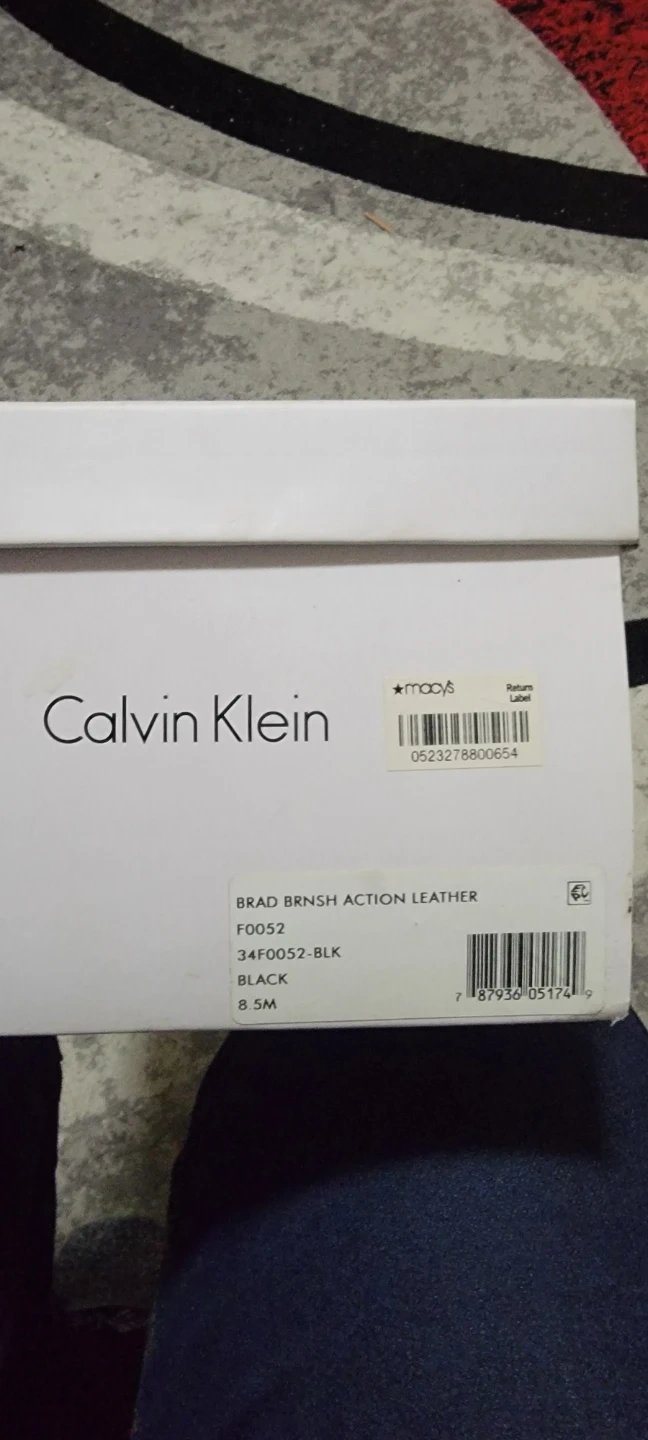 Calvin Klein
★macy's
Return
Label
0523278800654
BRAD BRNSH ACTION LEATHER
F0052
34F0052-BLK
BLACK
8.5M
7 87936 05174 9